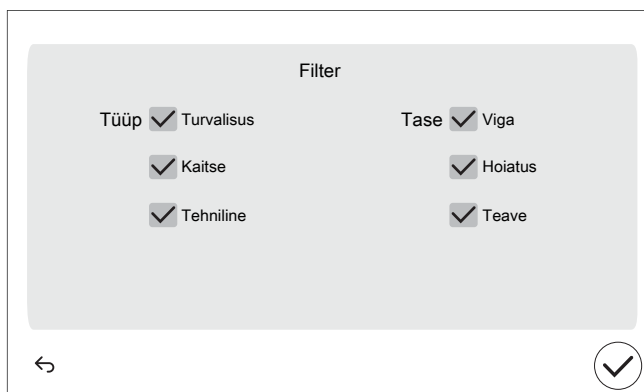 Filter
Tüüp Turvalisus
Kaitse
Tehniline
Tase Viga
Hoiatus
Teave